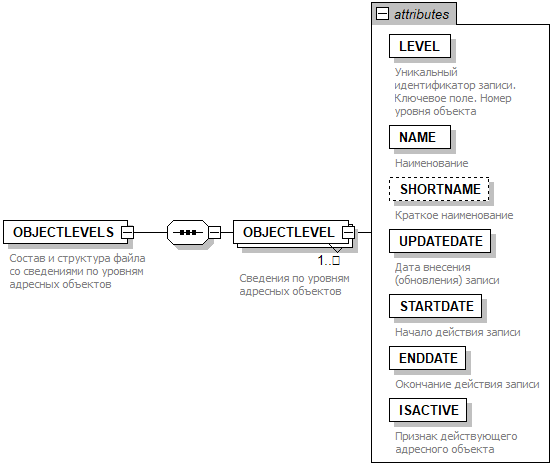 attributes
LEVEL
Уникальный
идентификатор записи.
Ключевое поле. Номер
уровня объекта
NAME
Наименование
SHORTNAME
Краткое наименование
UPDATEDATE
Дата внесения
(обновления) записи
STARTDATE
Начало действия записи
ENDDATE
Окончание действия записи
ISACTIVE
Признак действующего
адресного объекта
OBJECTLEVELS
Состав и структура файла
со сведениями по уровням
адресных объектов
OBJECTLEVEL
1..□
Сведения по уровням
адресных объектов